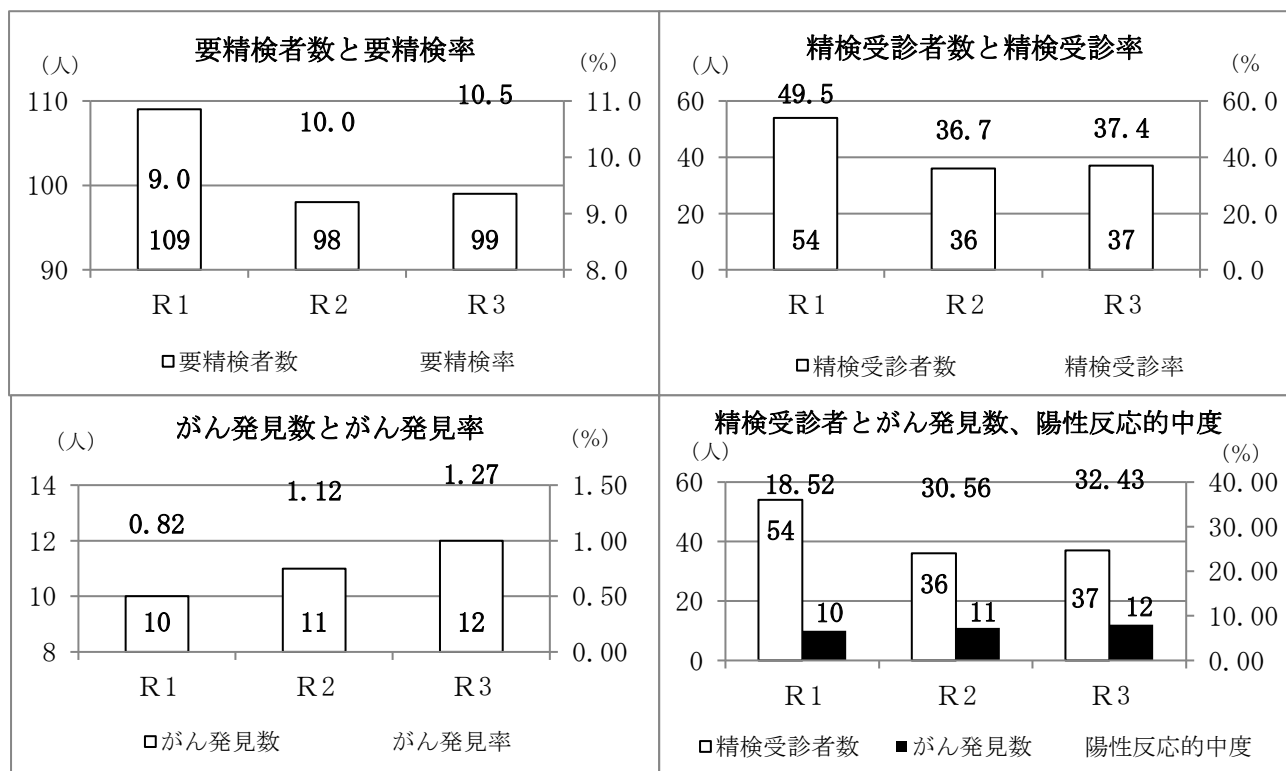 要精検者数と要精検率
(人) (%)
110 11.0
10.5
10.0
10.0
100
9.0
9.0
109 98 99
90 8.0
R1 R2 R3
□要精検者数 要精検率
精検受診者数と精検受診率
(人) (%
49.5
60 60.0
36.7 37.4
40 40.0
20 20.0
54 36 37
0 0.0
R1 R2 R3
□精検受診者数 精検受診率
がん発見数とがん発見率
(人) (%)
1.27
14 1.12 1.50
0.82
12 1.00
10 0.50
10 11 12
8 0.00
R1 R2 R3
□がん発見数 がん発見率
精検受診者とがん発見数、陽性反応的中度
(人) (%)
60 18.52 30.56 32.43 40.00
54
30.00
40
20.00
36 37
20 10.00
10 11 12
0 0.00
R1 R2 R3
□精検受診者数 ■がん発見数 陽性反応的中度